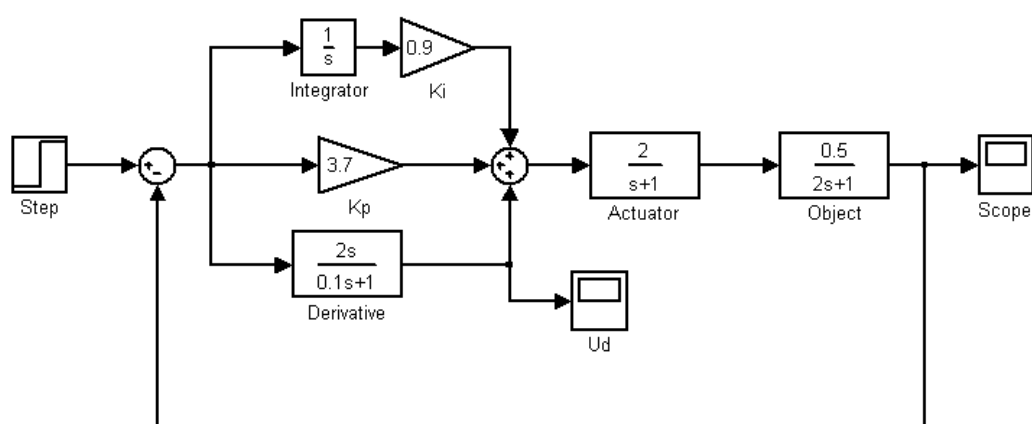 1
s
Integrator
0.9
Ki
Step
+
−
3.7
Kp
+
+
+
2
s+1
Actuator
0.5
2s+1
Object
Scope
2s
0.1s+1
Derivative
Ud